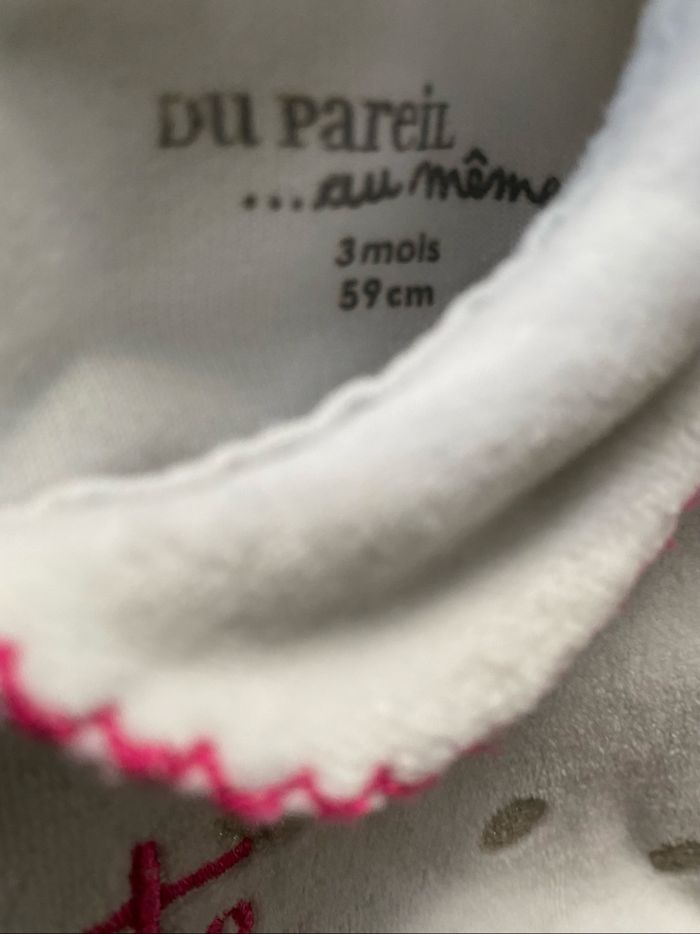 DU PAREIL
...au même
3 mois
59 cm